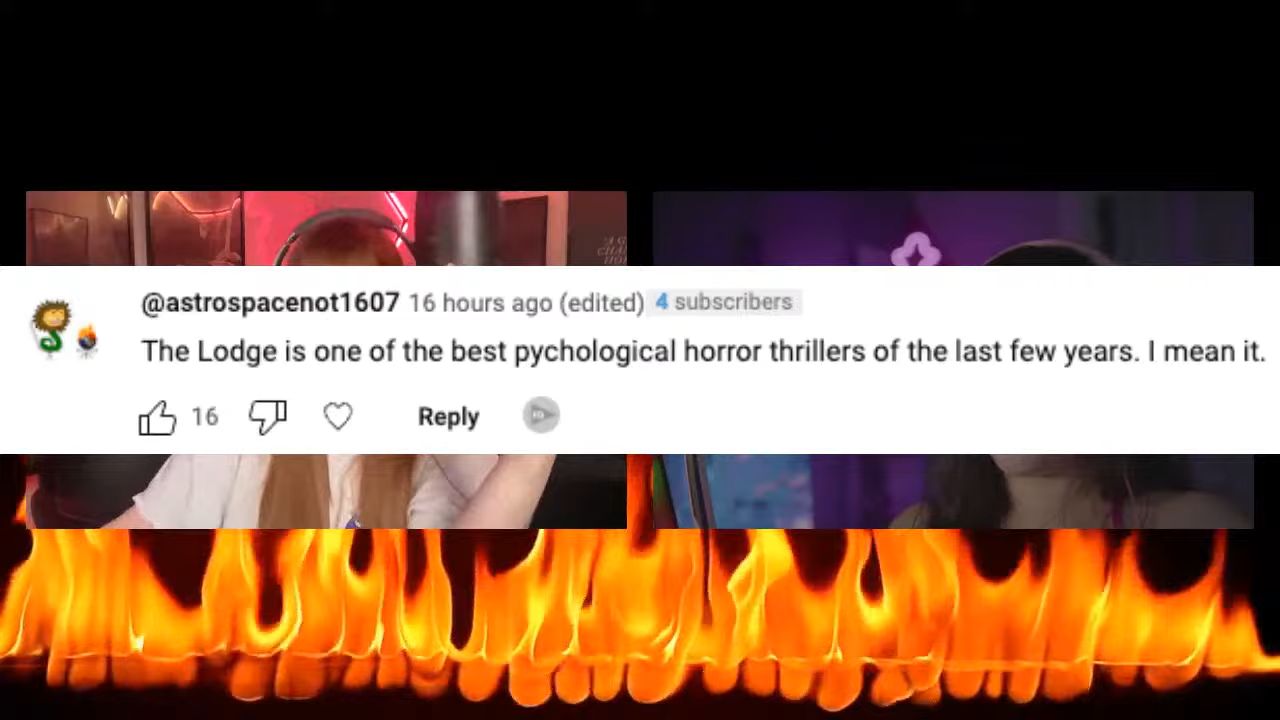 @astrospacenot1607 16 hours ago (edited) 4 subscribers
The Lodge is one of the best pychological horror thrillers of the last few years. I mean it.
16 Reply